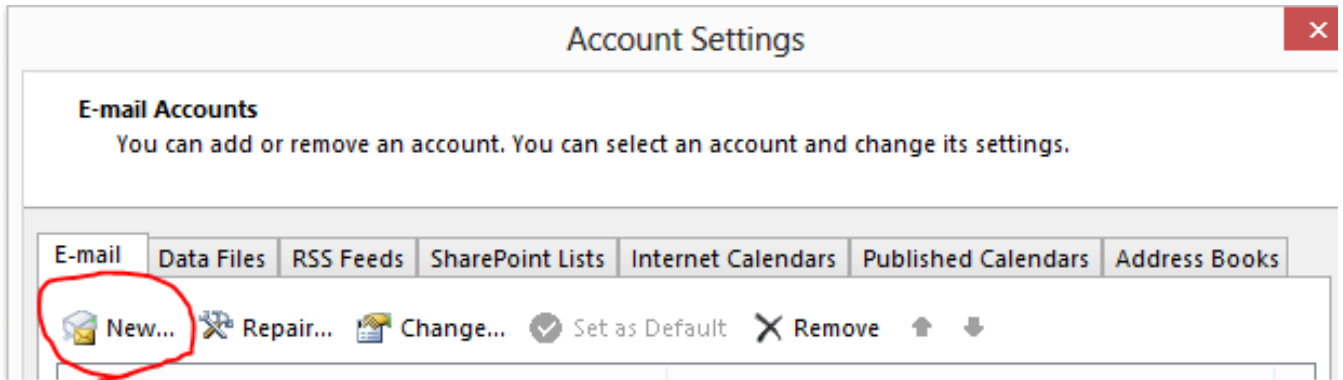 Account Settings
E-mail Accounts
You can add or remove an account. You can select an account and change its settings.
E-mail Data Files RSS Feeds SharePoint Lists Internet Calendars Published Calendars Address Books
New... Repair... Change... Set as Default Remove